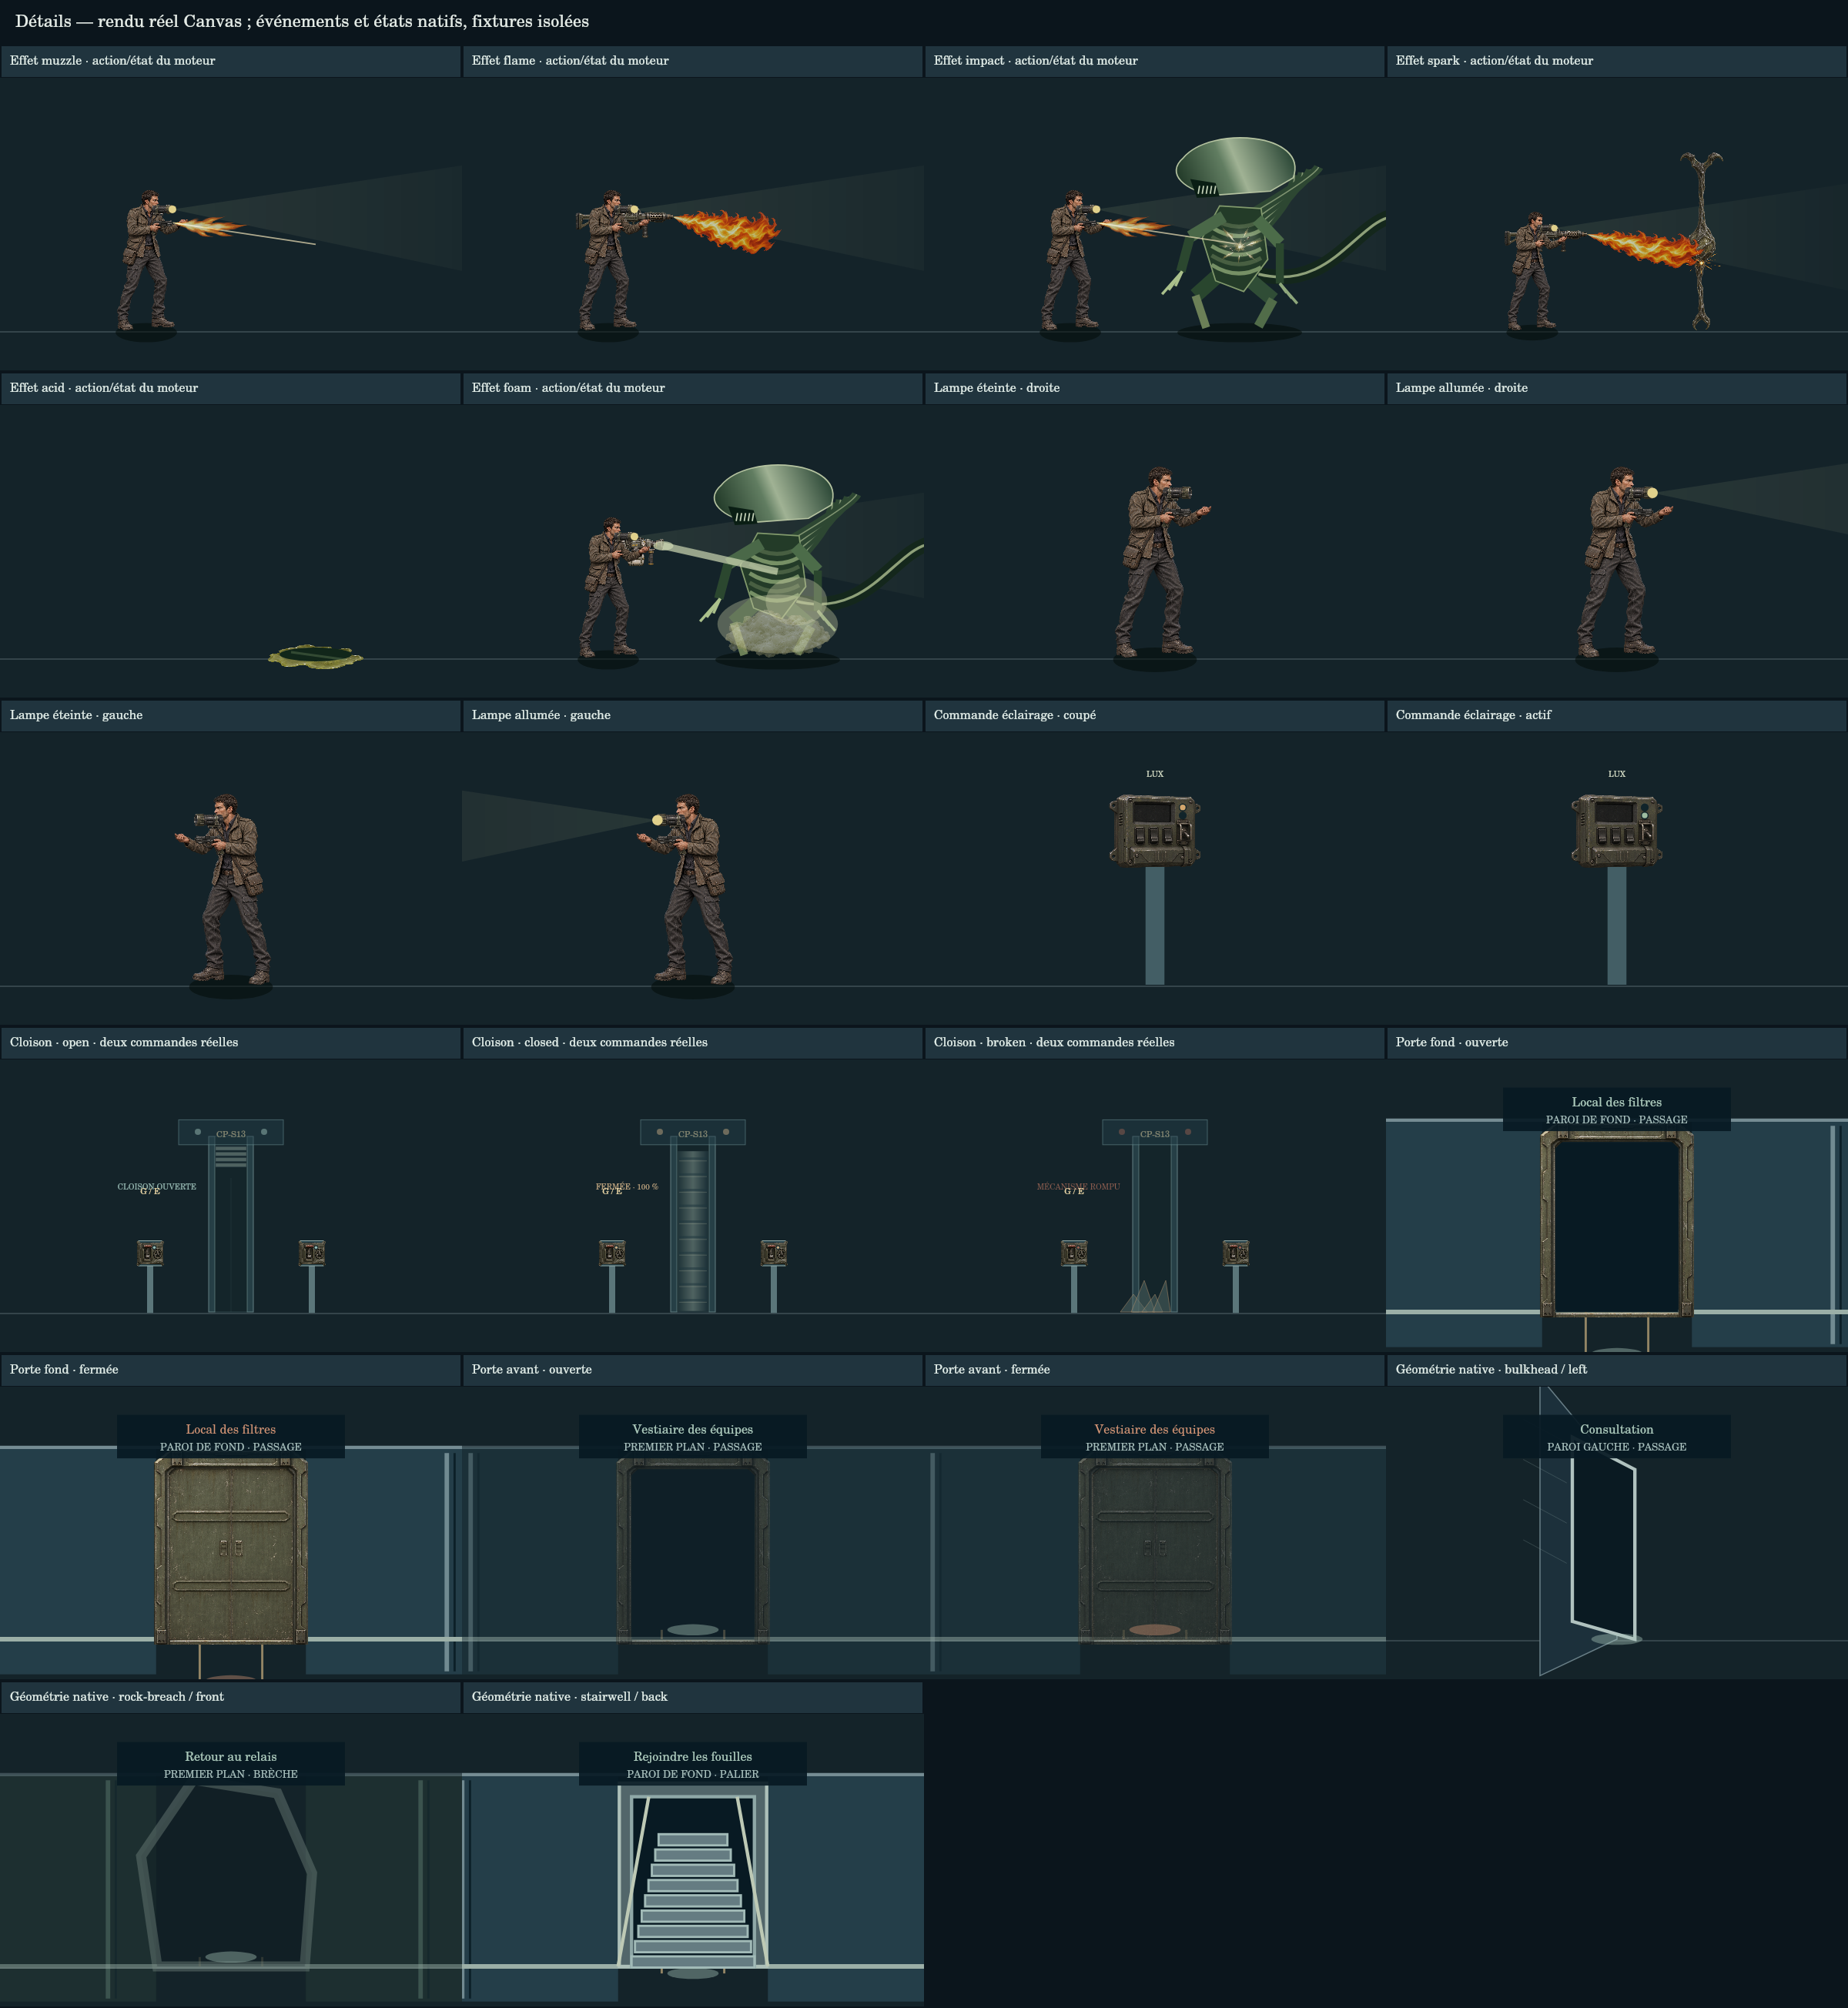 Détails — rendu réel Canvas ; événements et états natifs, fixtures isolées
Effet muzzle · action/état du moteur
Effet flame · action/état du moteur
Effet impact · action/état du moteur
Effet spark · action/état du moteur
Effet acid · action/état du moteur
Effet foam · action/état du moteur
Lampe éteinte · droite
Lampe allumée · droite
Lampe éteinte · gauche
Lampe allumée · gauche
Commande éclairage · coupé
Commande éclairage · actif
LUX
LUX
Cloison · open · deux commandes réelles
Cloison · closed · deux commandes réelles
Cloison · broken · deux commandes réelles
Porte fond · ouverte
CP-S13
CLOISON OUVERTE
G / E
CP-S13
FERMÉE · 100 %
G / E
CP-S13
MÉCANISME ROMPU
G / E
Local des filtres
PAROI DE FOND · PASSAGE
Porte fond · fermée
Porte avant · ouverte
Porte avant · fermée
Géométrie native · bulkhead / left
Local des filtres
PAROI DE FOND · PASSAGE
Vestiaire des équipes
PREMIER PLAN · PASSAGE
Vestiaire des équipes
PREMIER PLAN · PASSAGE
Consultation
PAROI GAUCHE · PASSAGE
Géométrie native · rock-breach / front
Géométrie native · stairwell / back
Retour au relais
PREMIER PLAN · BRÈCHE
Rejoindre les fouilles
PAROI DE FOND · PALIER